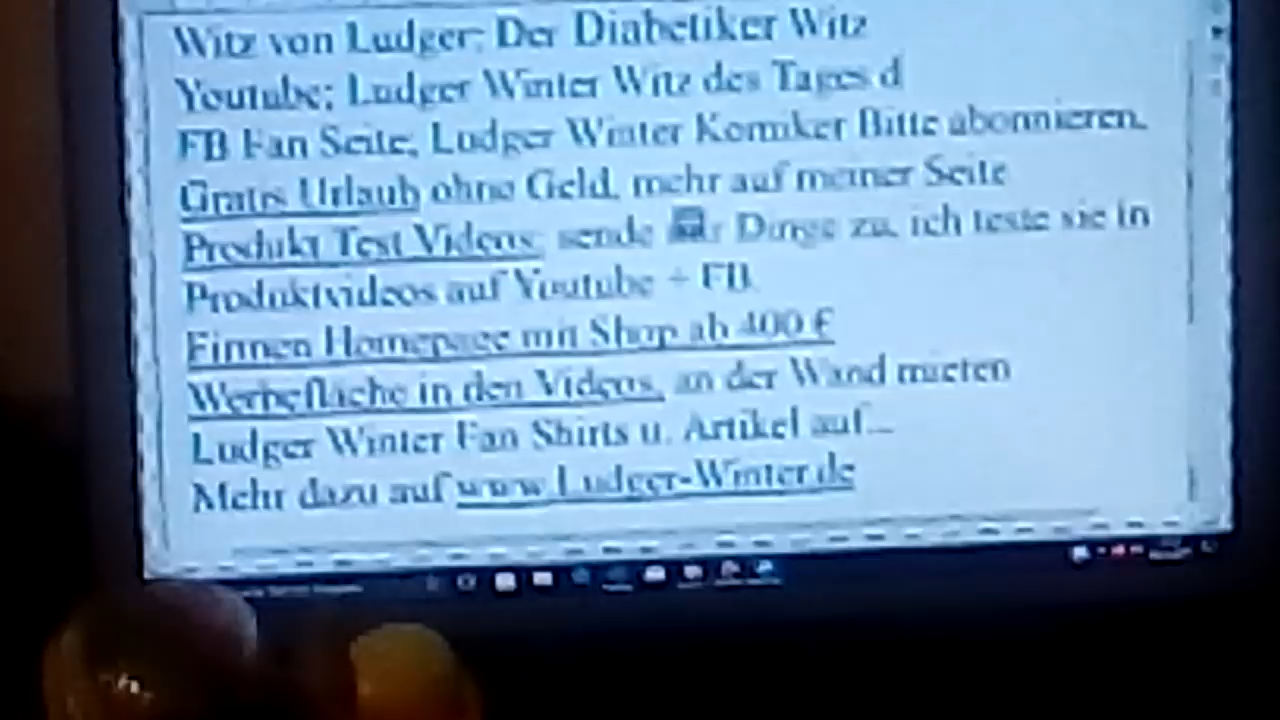 Witz von Ludger: Der Diabetiker Witz
Youtube: Ludger Winter Witz des Tages d
FB Fan Seite, Ludger Winter Komiker Bitte abonnieren.
Gratis Urlaub ohne Geld, mehr auf meiner Seite
Produkt Test Videos, sende Dinge zu, ich teste sie in
Produktvideos auf Youtube + FB
Firmen Homepage mit Shop ab 400 €
Werbefläche in den Videos, an der Wand mieten
Ludger Winter Fan Shirts u. Artikel auf...
Mehr dazu auf www.Ludger-Winter.de